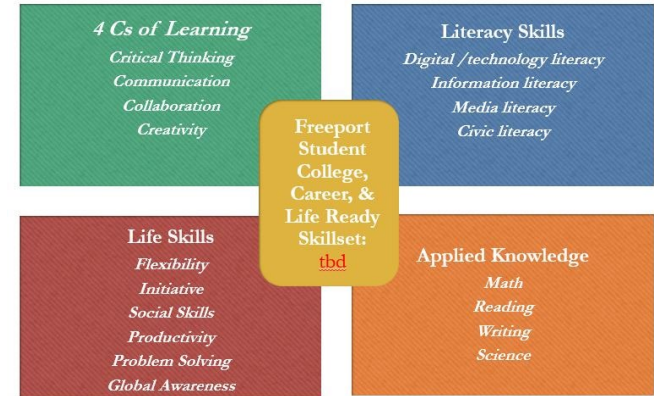 4 Cs of Learning
Critical Thinking
Communication
Collaboration
Creativity
Literacy Skills
Digital /technology literacy
Information literacy
Media literacy
Civic literacy
Freeport
Student
College,
Career, &
Life Ready
Skillset:
tbd
Life Skills
Flexibility
Initiative
Social Skills
Productivity
Problem Solving
Global Awareness
Applied Knowledge
Math
Reading
Writing
Science